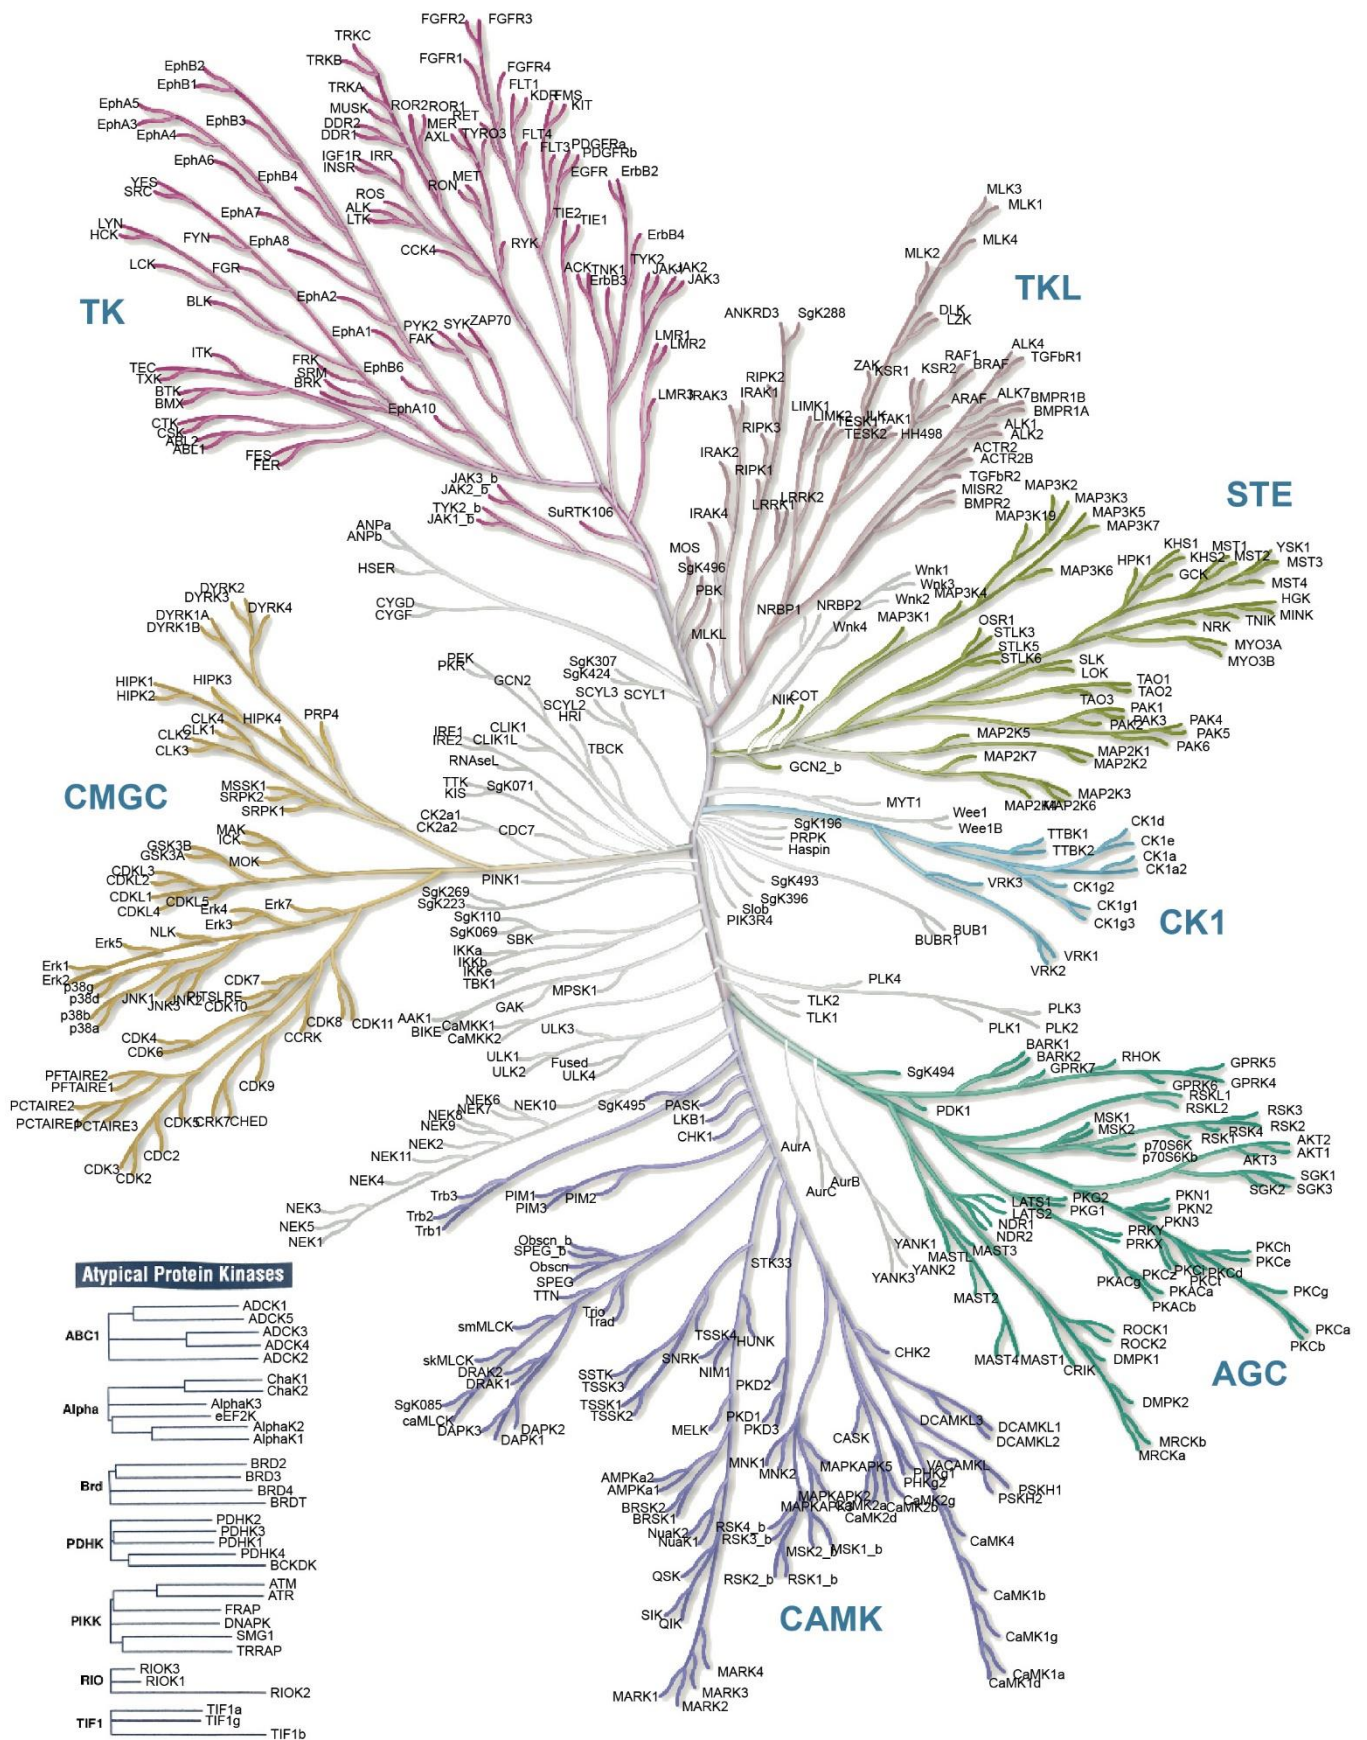 FGFR2
FGFR3
TRKC
TRKB
FGFR1
FGFR4
EphB2
EphB1
TRKA
FLT1
KDR
FMS
KIT
EphA5
EphA3
EphB3
MUSK
ROR2
ROR1
RET
DDR2
DDR1
MER
AXL
TYRO3
FLT4
EphA4
FLT3
PDGFRa
PDGFRb
EphA6
IGF1R
INSR
IRR
EphB4
MET
RON
EGFR
ErbB2
YES
SRC
ROS
ALK
LTK
EphA7
TIE2
TIE1
LYN
HCK
FYN
EphA8
CCK4
RYK
ErbB4
LCK
FGR
ACK
TNK1
ErbB3
TYK2
JAK1
JAK2
JAK3
BLK
EphA2
TK
EphA1
PYK2
FAK
SYK
ZAP70
LMR1
LMR2
ITK
FRK
SRM
BRK
EphB6
TEC
TXK
BTK
BMX
LMR3
EphA10
CTK
CSK
ABL2
ABL1
FES
FER
JAK3_b
JAK2_b
TYK2_b
JAK1_b
SuRTK106
MLK3
MLK1
MLK4
MLK2
TKL
ANKRD3
SgK288
DLK
LZK
ZAK
KSR1
KSR2
RAF1
BRAF
ALK4
TGFbR1
RIPK2
IRAK3
IRAK1
ARAF
ALK7
BMPR1B
BMPR1A
LIMK1
LIMK2
ILK
TAK1
TESK1
TESK2
HH498
ALK1
ALK2
RIPK3
IRAK2
RIPK1
ACTR2
ACTR2B
TGFbR2
MISR2
BMPR2
LRRK2
LRRK1
IRAK4
MOS
SgK496
PBK
MLKL
NRBP1
NRBP2
Wnk1
Wnk3
Wnk2
Wnk4
STE
MAP3K2
MAP3K3
MAP3K19
MAP3K5
MAP3K7
MAP3K6
MAP3K4
MAP3K1
KHS1
KHS2
HPK1
GCK
MST1
MST2
YSK1
MST3
MST4
HGK
MINK
TNIK
NRK
MYO3A
MYO3B
OSR1
STLK3
STLK5
STLK6
SLK
LOK
TAO1
TAO2
TAO3
PAK1
PAK3
PAK2
PAK4
PAK5
PAK6
NIK
COT
MAP2K5
MAP2K7
MAP2K1
MAP2K2
MAP2K3
MAP2K4
MAP2K6
GCN2_b
ANPa
ANPb
HSER
CYGD
CYGF
PEK
PKR
GCN2
SgK307
SgK424
SCYL3
SCYL1
SCYL2
HRI
TBCK
CLIK1
CLIK1L
IRE1
IRE2
RNAseL
TTK
KIS
SgK071
CK2a1
CK2a2
CDC7
PINK1
SgK269
SgK223
SgK110
SgK069
SBK
IKKa
IKKb
IKKe
TBK1
MPSK1
GAK
AAK1
BIKE
CaMKK1
CaMKK2
ULK3
ULK1
ULK2
Fused
ULK4
NEK6
NEK7
NEK8
NEK9
NEK10
NEK2
NEK11
NEK4
NEK3
NEK5
NEK1
MYT1
Wee1
Wee1B
SgK196
PRPK
Haspin
SgK493
SgK396
Slob
PIK3R4
BUB1
BUBR1
PLK4
PLK3
PLK1
PLK2
TLK2
TLK1
CK1
TTBK1
TTBK2
CK1d
CK1e
CK1a
CK1a2
CK1g2
CK1g1
CK1g3
VRK3
VRK1
VRK2
CMGC
DYRK2
DYRK3
DYRK4
DYRK1A
DYRK1B
HIPK1
HIPK2
HIPK3
HIPK4
PRP4
CLK4
CLK1
CLK2
CLK3
MSSK1
SRPK2
SRPK1
MAK
ICK
MOK
GSK3B
GSK3A
CDKL3
CDKL2
CDKL1
CDKL5
CDKL4
Erk7
Erk4
Erk3
NLK
Erk5
Erk1
Erk2
p38g
p38d
p38b
p38a
JNK1
JNK2
JNK3
CDK7
PITSLRE
CDK10
CDK8
CDK11
CCRK
CDK4
CDK6
CDK9
PFTAIRE2
PFTAIRE1
PCTAIRE2
PCTAIRE1
PCTAIRE3
CDK5
CRK7
CHED
CDC2
CDK3
CDK2
AGC
SgK494
PDK1
BARK1
BARK2
GPRK7
RHOK
GPRK5
GPRK4
GPRK6
RSKL1
RSKL2
RSK3
RSK2
RSK4
RSK1
MSK1
MSK2
p70S6K
p70S6Kb
AKT2
AKT1
AKT3
SGK1
SGK2
SGK3
LATS1
LATS2
NDR1
NDR2
PKG2
PKG1
PKN1
PKN2
PKN3
PRKY
PRKX
PKCh
PKCe
PKCz
PKCi
PKCd
PKCt
PKCg
PKCa
PKCb
PKACg
PKACa
PKACb
MASTL
MAST3
MAST2
MAST4
MAST1
ROCK1
ROCK2
DMPK1
CRIK
DMPK2
MRCKb
MRCKa
AurA
AurB
AurC
YANK1
YANK2
YANK3
CAMK
SgK495
PASK
LKB1
CHK1
Trb3
Trb2
Trb1
PIM1
PIM2
PIM3
Obscn_b
SPEG_b
Obscn
SPEG
TTN
Trio
Trad
smMLCK
skMLCK
DRAK2
DRAK1
SgK085
caMLCK
DAPK3
DAPK2
DAPK1
STK33
TSSK4
HUNK
SNRK
NIM1
SSTK
TSSK3
TSSK1
TSSK2
PKD2
PKD1
PKD3
MELK
MNK1
MNK2
AMPKa2
AMPKa1
BRSK2
BRSK1
NuaK2
NuaK1
QSK
SIK
QIK
MARK4
MARK3
MARK1
MARK2
CHK2
DCAMKL3
DCAMKL1
DCAMKL2
CASK
MAPKAPK5
MAPKAPK2
MAPKAPK3
VACAMKL
PHKg1
PHKg2
PSKH1
PSKH2
CaMK2a
CaMK2b
CaMK2g
CaMK2d
RSK4_b
RSK3_b
MSK2_b
MSK1_b
RSK2_b
RSK1_b
CaMK4
CaMK1b
CaMK1g
CaMK1a
CaMK1d
Atypical Protein Kinases
ABC1
ADCK1
ADCK5
ADCK3
ADCK4
ADCK2
Alpha
ChaK1
ChaK2
AlphaK3
eEF2K
AlphaK2
AlphaK1
Brd
BRD2
BRD3
BRD4
BRDT
PDHK
PDHK2
PDHK3
PDHK1
PDHK4
BCKDK
PIKK
ATM
ATR
FRAP
DNAPK
SMG1
TRRAP
RIO
RIOK3
RIOK1
RIOK2
TIF1
TIF1a
TIF1g
TIF1b